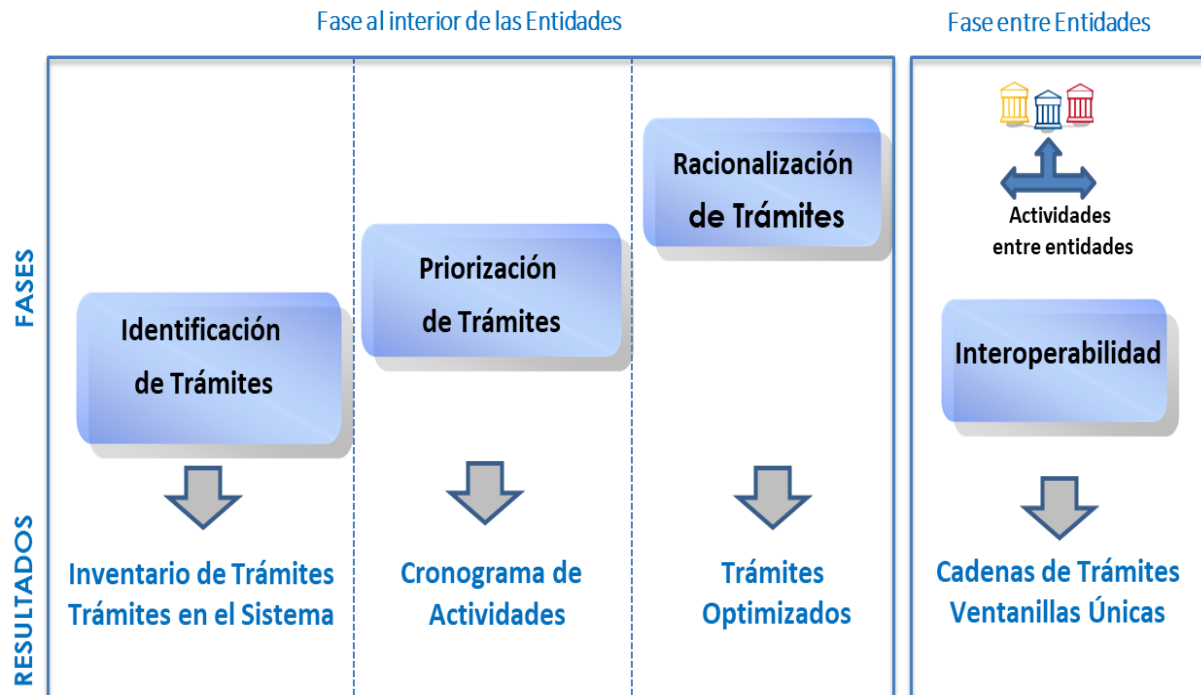 Fase al interior de las Entidades
Fase entre Entidades
FASES
Identificación
de Trámites
Priorización
de Trámites
Racionalización
de Trámites
Actividades
entre entidades
Interoperabilidad
RESULTADOS
Inventario de Trámites
Trámites en el Sistema
Cronograma de
Actividades
Trámites
Optimizados
Cadenas de Trámites
Ventanillas Únicas